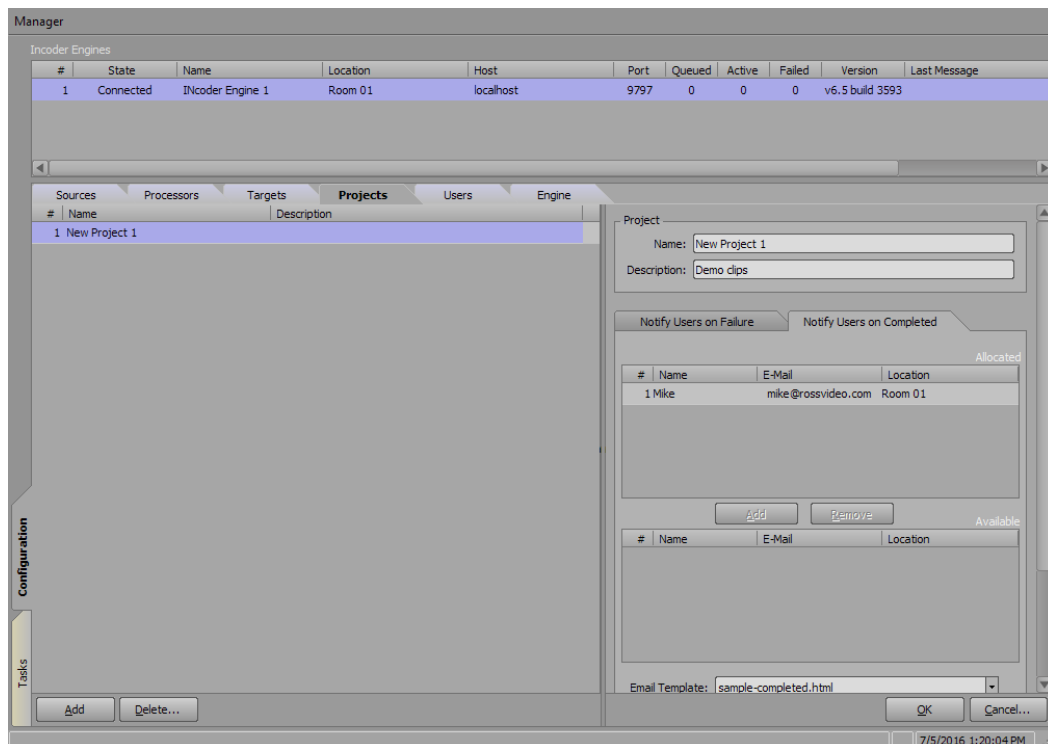 Manager
Incoder Engines
# State Name Location Host Port Queued Active Failed Version Last Message
1 Connected INcoder Engine 1 Room 01 localhost 9797 0 0 0 v6.5 build 3593
Sources Processors Targets Projects Users Engine
# Name Description
1 New Project 1
Project
Name: New Project 1
Description: Demo clips
Notify Users on Failure Notify Users on Completed
Allocated
# Name E-Mail Location
1 Mike mike@rossvideo.com Room 01
Add Remove
Available
# Name E-Mail Location
Email Template: sample-completed.html
Configuration
Tasks
Add Delete... OK Cancel...
7/5/2016 1:20:04 PM